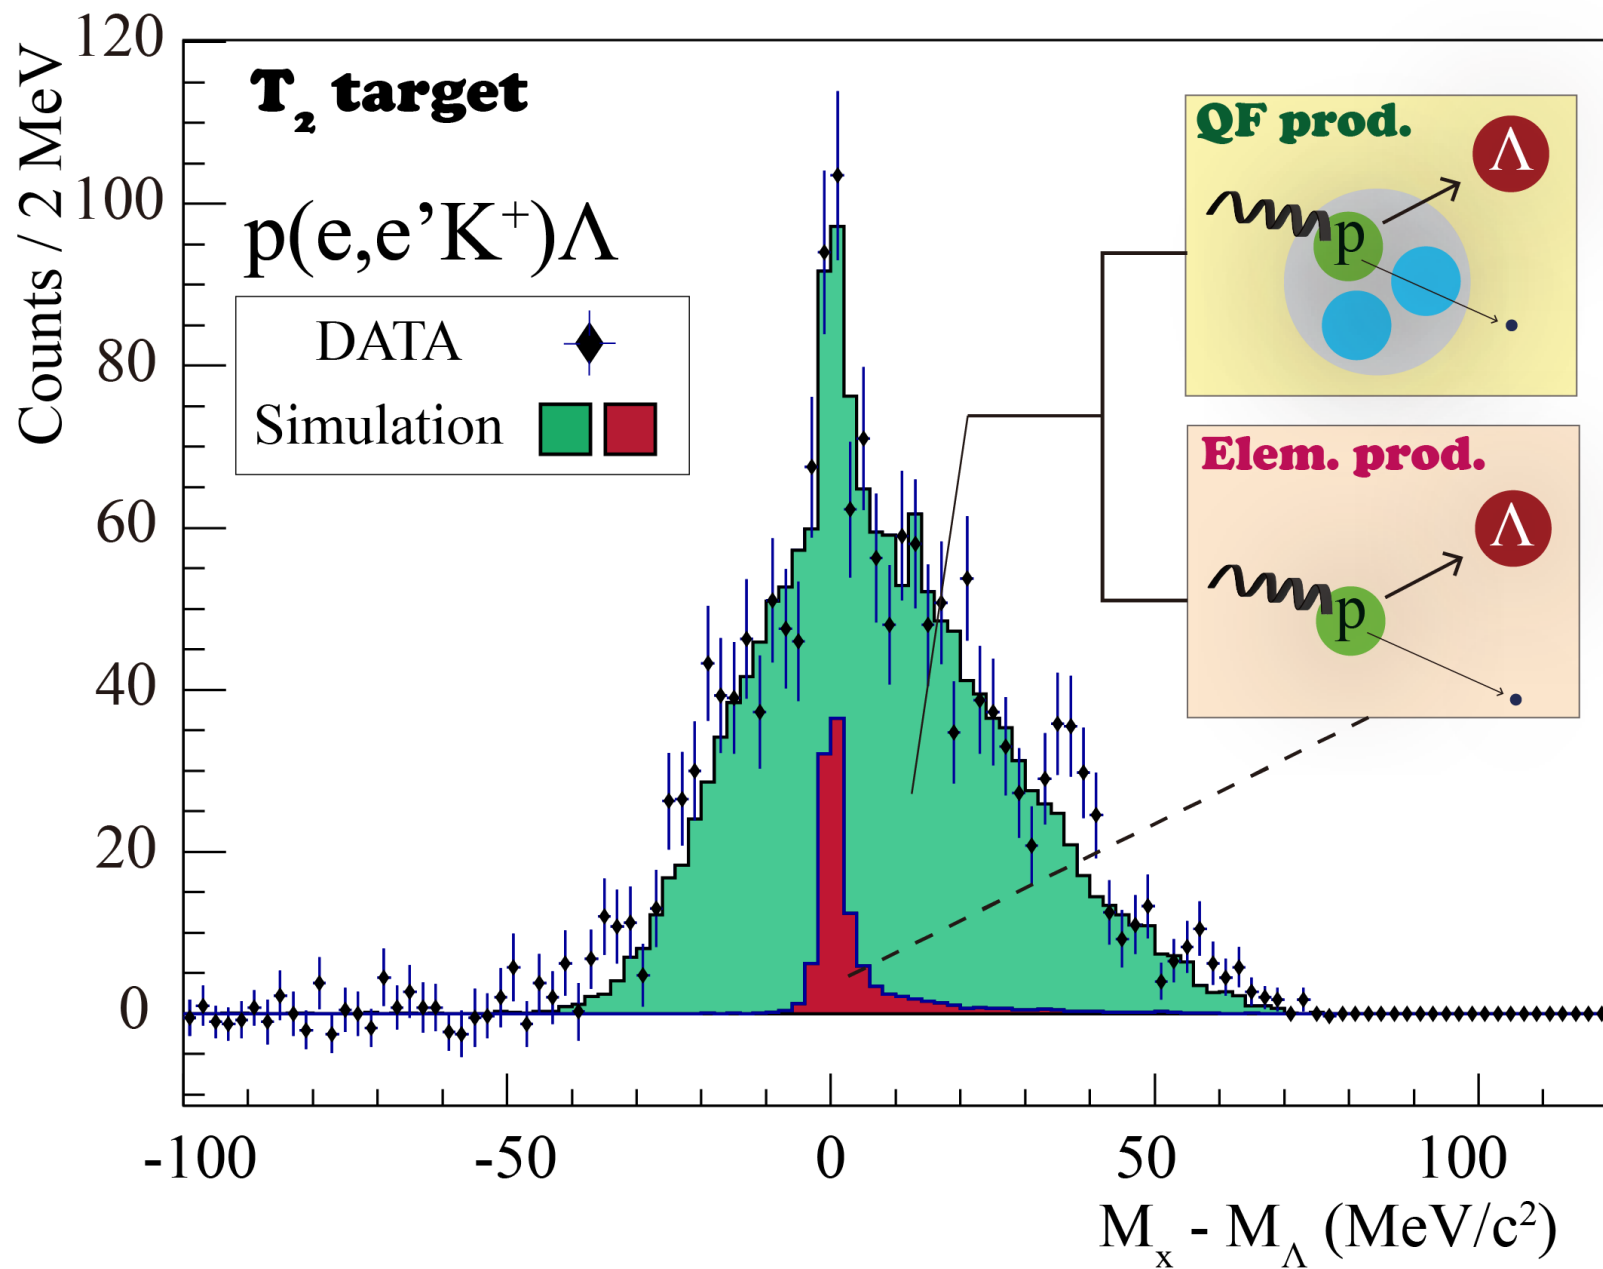 Counts / 2 MeV
120
100
80
60
40
20
0
T₂ target
p(e,e’K⁺)Λ
DATA
Simulation
QF prod.
Λ
p
Elem. prod.
Λ
p
-100 -50 0 50 100
Mₓ - M_Λ (MeV/c²)